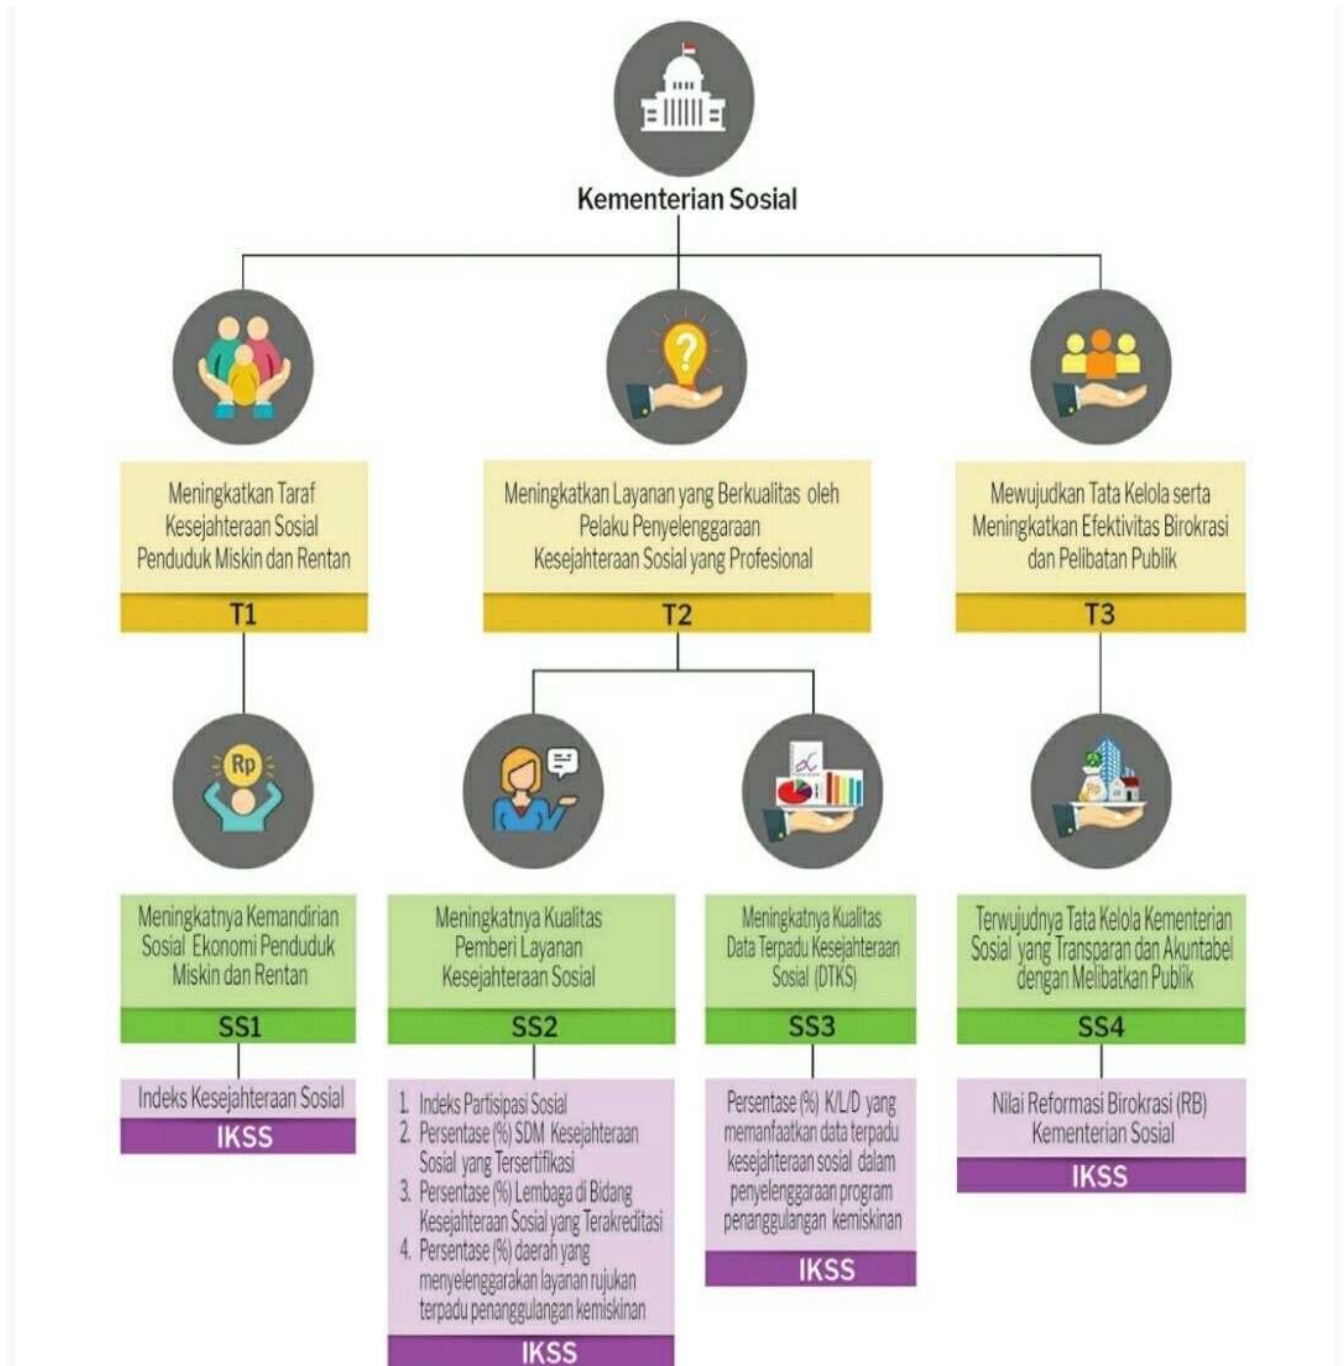 Kementerian Sosial
Meningkatkan Taraf
Kesejahteraan Sosial
Penduduk Miskin dan Rentan
T1
Meningkatkan Layanan yang Berkualitas oleh
Pelaku Penyelenggaraan
Kesejahteraan Sosial yang Profesional
T2
Mewujudkan Tata Kelola serta
Meningkatkan Efektivitas Birokrasi
dan Pelibatan Publik
T3
Rp
Rp
Meningkatnya Kemandirian
Sosial Ekonomi Penduduk
Miskin dan Rentan
SS1
Indeks Kesejahteraan Sosial
IKSS
Meningkatnya Kualitas
Pemberi Layanan
Kesejahteraan Sosial
SS2
1. Indeks Partisipasi Sosial
2. Persentase (%) SDM Kesejahteraan
Sosial yang Tersertifikasi
3. Persentase (%) Lembaga di Bidang
Kesejahteraan Sosial yang Terakreditasi
4. Persentase (%) daerah yang
menyelenggarakan layanan rujukan
terpadu penanggulangan kemiskinan
IKSS
Meningkatnya Kualitas
Data Terpadu Kesejahteraan
Sosial (DTKS)
SS3
Persentase (%) K/L/D yang
memanfaatkan data terpadu
kesejahteraan sosial dalam
penyelenggaraan program
penanggulangan kemiskinan
IKSS
Terwujudnya Tata Kelola Kementerian
Sosial yang Transparan dan Akuntabel
dengan Melibatkan Publik
SS4
Nilai Reformasi Birokrasi (RB)
Kementerian Sosial
IKSS